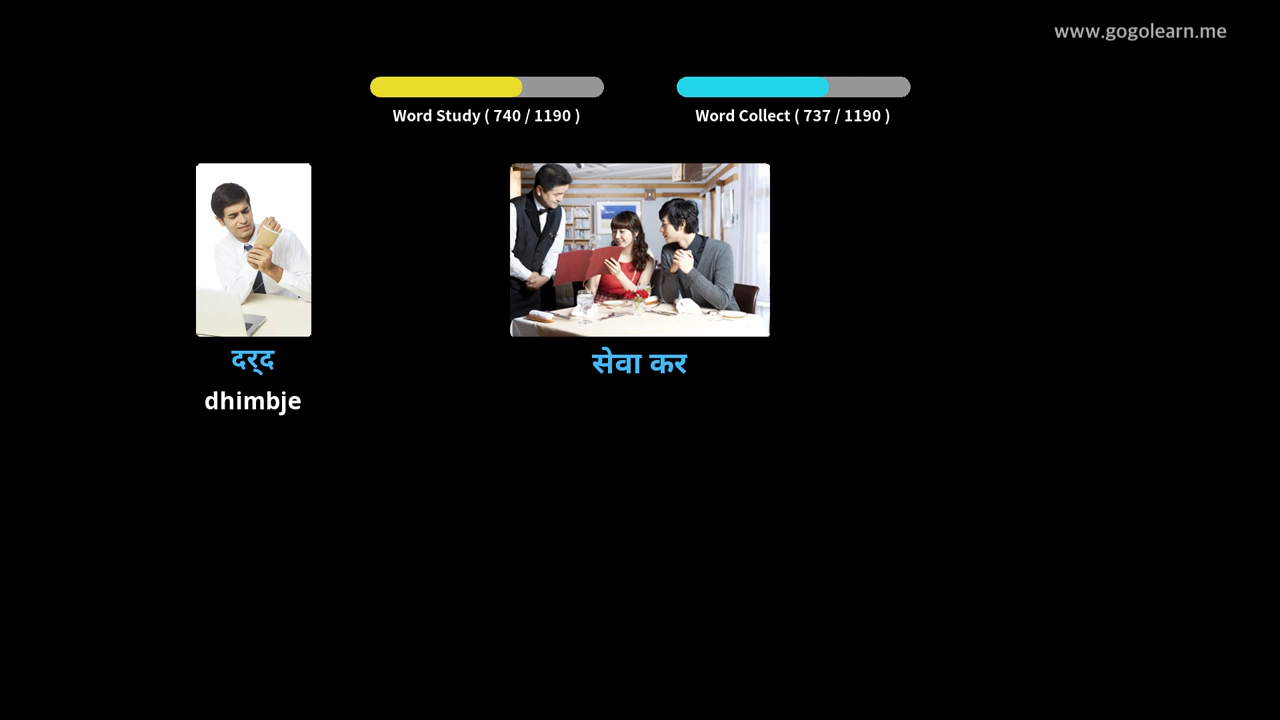 www.gogolearn.me
Word Study ( 740 / 1190 )
Word Collect ( 737 / 1190 )
दर्‌द
सेवा कर
dhimbje